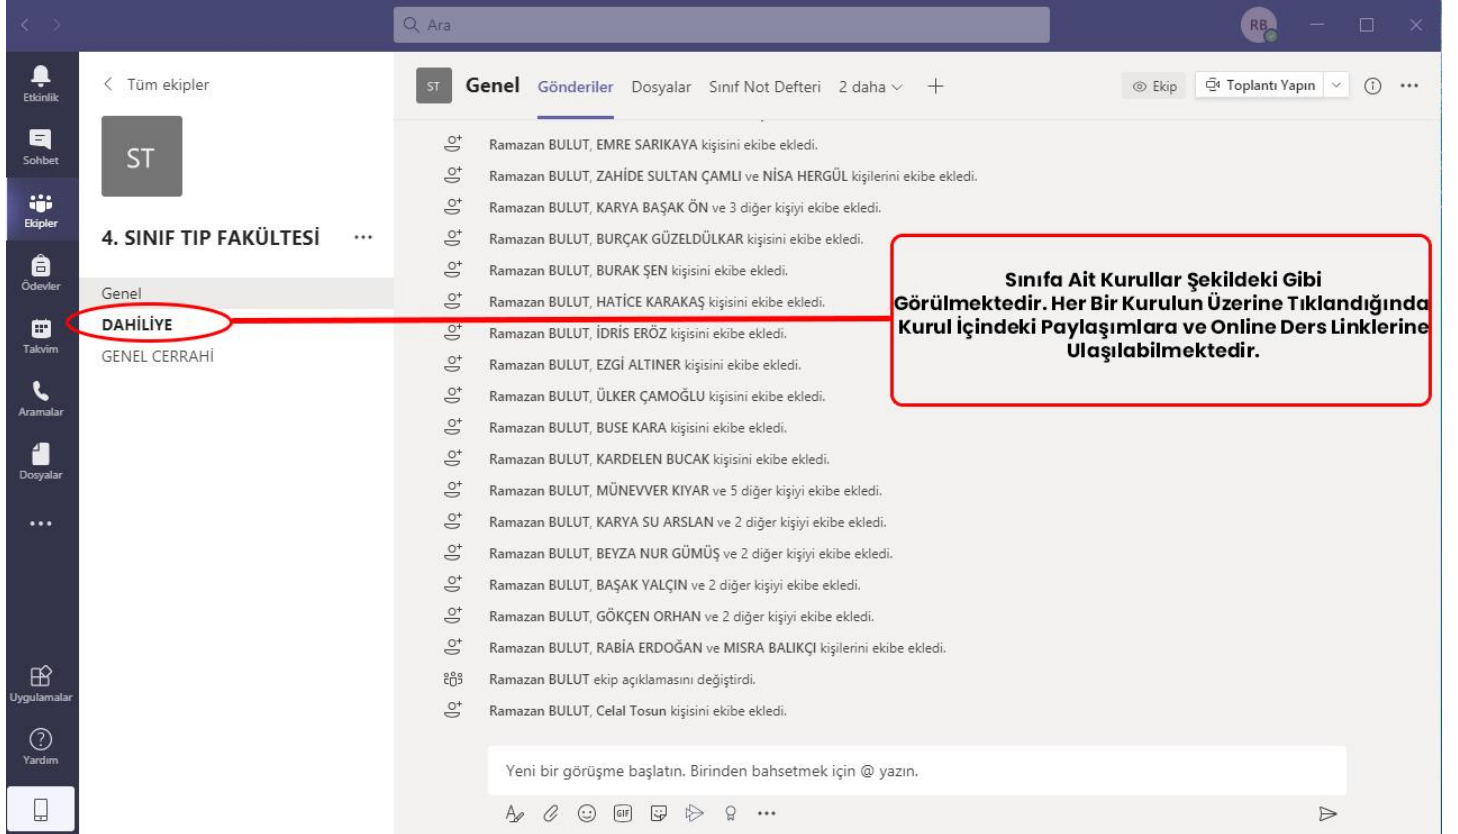 Ara
RB
Etkinlik
Sohbet
Ekipler
Ödevler
Takvim
Aramalar
Dosyalar
Uygulamalar
Yardım
Tüm ekipler
ST
4. SINIF TIP FAKÜLTESİ
Genel
DAHİLİYE
GENEL CERRAHİ
ST Genel Gönderiler Dosyalar Sınıf Not Defteri 2 daha Ekip Toplantı Yapın
Ramazan BULUT, EMRE SARIKAYA kişisini ekibe ekledi.
Ramazan BULUT, ZAHİDE SULTAN ÇAMLI ve NİSA HERGÜL kişilerini ekibe ekledi.
Ramazan BULUT, KARYA BAŞAK ÖN ve 3 diğer kişiyi ekibe ekledi.
Ramazan BULUT, BURÇAK GÜZELDÜLKAR kişisini ekibe ekledi.
Ramazan BULUT, BURAK ŞEN kişisini ekibe ekledi.
Ramazan BULUT, HATİCE KARAKAŞ kişisini ekibe ekledi.
Ramazan BULUT, İDRİS ERÖZ kişisini ekibe ekledi.
Ramazan BULUT, EZGİ ALTINER kişisini ekibe ekledi.
Ramazan BULUT, ÜLKER ÇAMOĞLU kişisini ekibe ekledi.
Ramazan BULUT, BUSE KARA kişisini ekibe ekledi.
Ramazan BULUT, KARDELEN BUCAK kişisini ekibe ekledi.
Ramazan BULUT, MÜNEVVER KIYAR ve 5 diğer kişiyi ekibe ekledi.
Ramazan BULUT, KARYA SU ARSLAN ve 2 diğer kişiyi ekibe ekledi.
Ramazan BULUT, BEYZA NUR GÜMÜŞ ve 2 diğer kişiyi ekibe ekledi.
Ramazan BULUT, BAŞAK YALÇIN ve 2 diğer kişiyi ekibe ekledi.
Ramazan BULUT, GÖKÇEN ORHAN ve 2 diğer kişiyi ekibe ekledi.
Ramazan BULUT, RABİA ERDOĞAN ve MISRA BALIKÇI kişilerini ekibe ekledi.
Ramazan BULUT ekip açıklamasını değiştirdi.
Ramazan BULUT, Celal Tosun kişisini ekibe ekledi.
Sınıfa Ait Kurullar Şekildeki Gibi
Görülmektedir. Her Bir Kurulun Üzerine Tıklandığında
Kurul İçindeki Paylaşımlara ve Online Ders Linklerine
Ulaşılabilmektedir.
Yeni bir görüşme başlatın. Birinden bahsetmek için @ yazın.
GIF